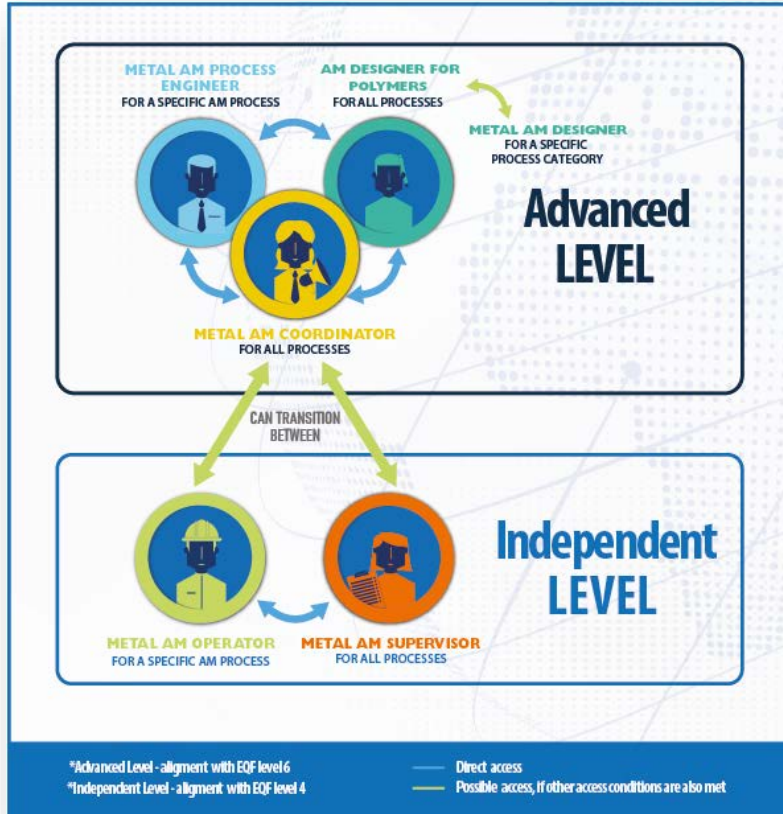 METAL AM PROCESS
ENGINEER
FOR A SPECIFIC AM PROCESS
AM DESIGNER FOR
POLYMERS
FOR ALL PROCESSES
METAL AM DESIGNER
FOR A SPECIFIC
PROCESS CATEGORY
Advanced
LEVEL
METAL AM COORDINATOR
FOR ALL PROCESSES
CAN TRANSITION
BETWEEN
Independent
LEVEL
METAL AM OPERATOR
FOR A SPECIFIC AM PROCESS
METAL AM SUPERVISOR
FOR ALL PROCESSES
*Advanced Level - aligment with EQF level 6
*Independent Level - aligment with EQF level 4
Direct access
Possible access, if other access conditions are also met